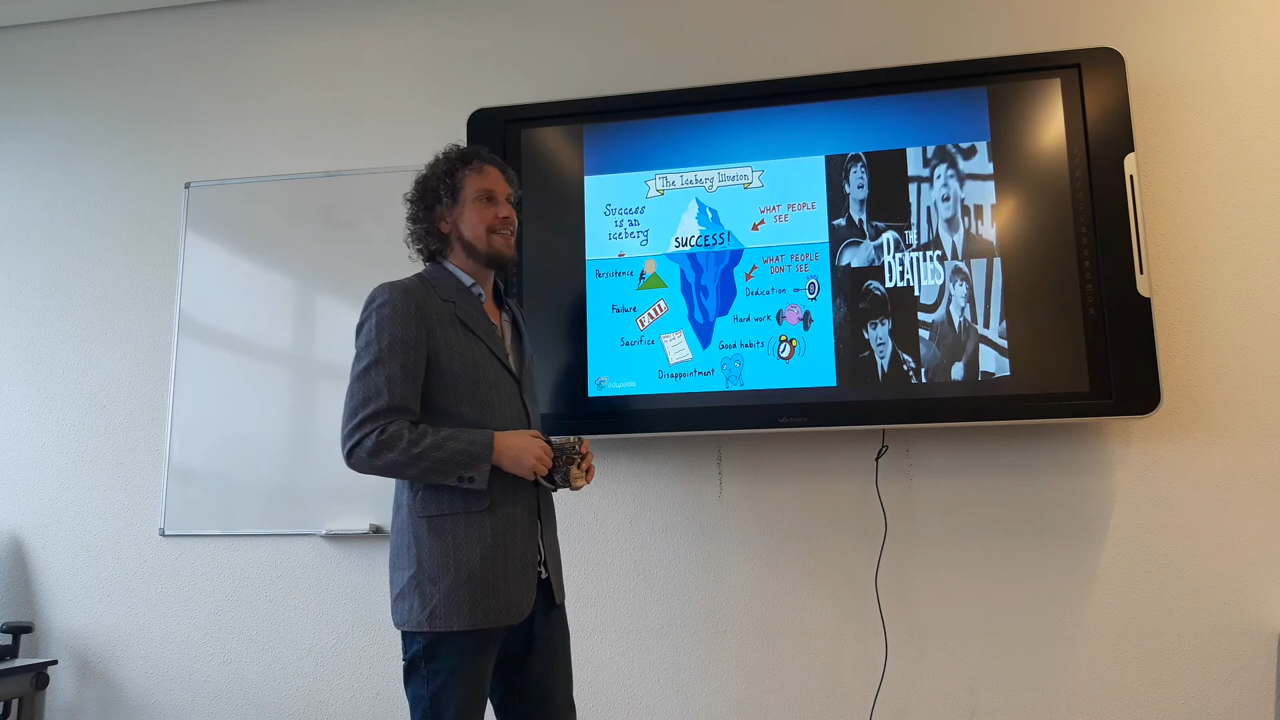 The Iceberg Illusion
Success
is an
iceberg
SUCCESS!
WHAT PEOPLE
SEE
WHAT PEOPLE
DON'T SEE
Persistence
Failure
FAIL
Sacrifice
Disappointment
Dedication
Hard work
Good habits
THE
BEATLES